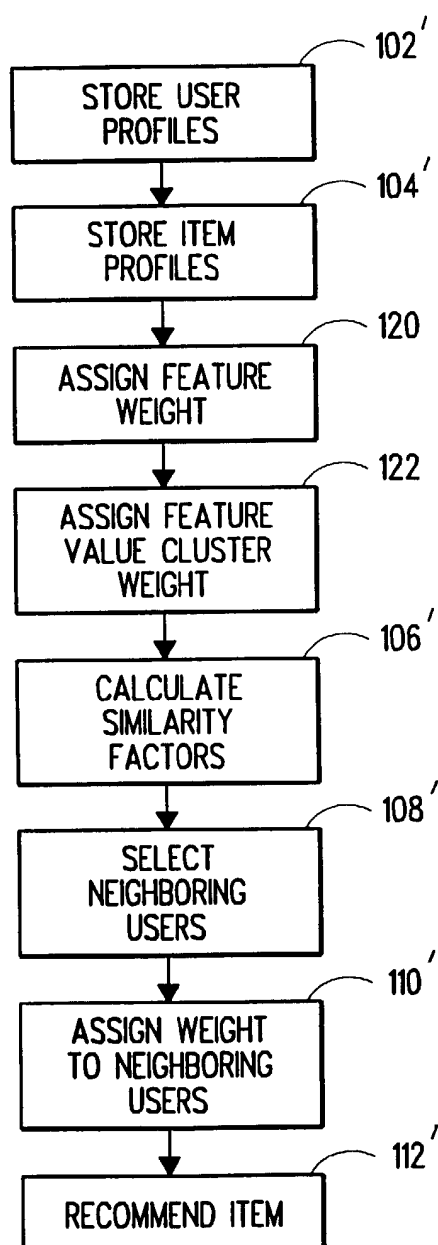 102'
STORE USER
PROFILES
104'
STORE ITEM
PROFILES
120
ASSIGN FEATURE
WEIGHT
122
ASSIGN FEATURE
VALUE CLUSTER
WEIGHT
106'
CALCULATE
SIMILARITY
FACTORS
108'
SELECT
NEIGHBORING
USERS
110'
ASSIGN WEIGHT
TO NEIGHBORING
USERS
112'
RECOMMEND ITEM